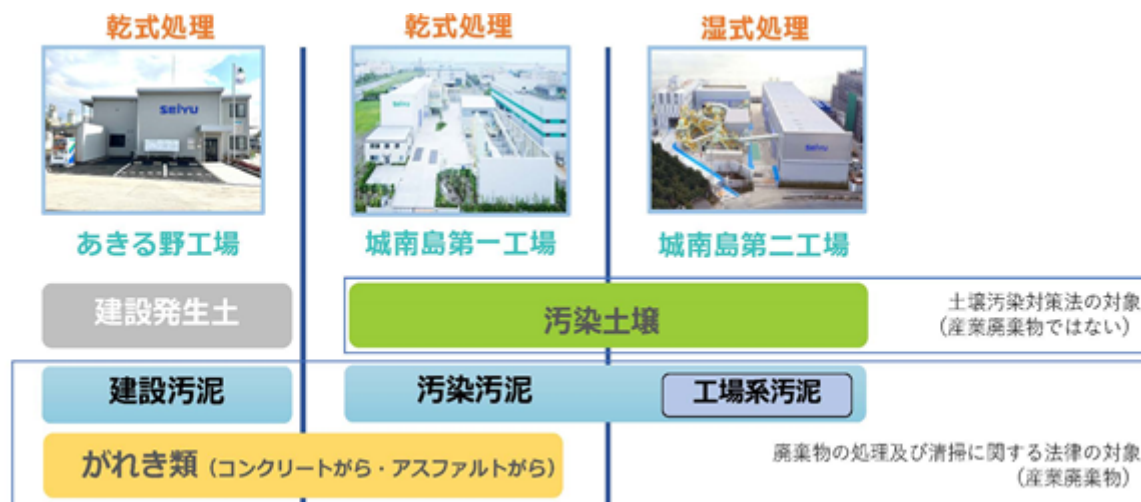 乾式処理
乾式処理
湿式処理
seiyu
seiyu
seiyu
あきる野工場
城南島第一工場
城南島第二工場
建設発生土
汚染土壌
土壌汚染対策法の対象
(産業廃棄物ではない)
建設汚泥
汚染汚泥
工場系汚泥
がれき類 (コンクリートがら・アスファルトがら)
廃棄物の処理及び清掃に関する法律の対象
(産業廃棄物)